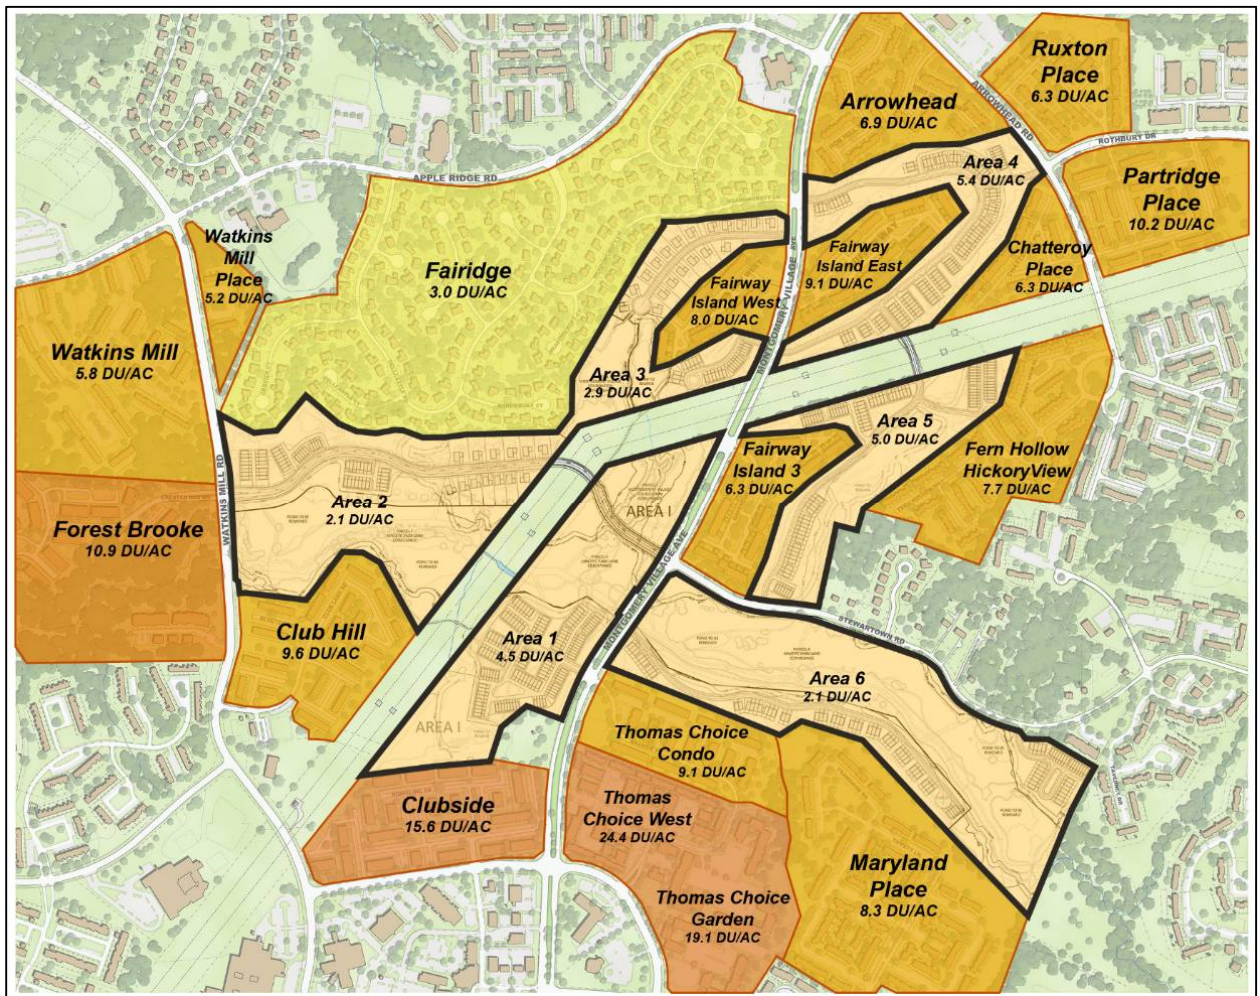 Ruxton
Place
6.3 DU/AC
Arrowhead
6.9 DU/AC
ARROWHEAD RD
ROTHBURY DR
Area 4
5.4 DU/AC
Partridge
Place
10.2 DU/AC
APPLE RIDGE RD
Watkins
Mill
Place
5.2 DU/AC
Fairidge
3.0 DU/AC
Fairway
Island East
9.1 DU/AC
Chatteroy
Place
6.3 DU/AC
Fairway
Island West
8.0 DU/AC
MONTGOMERY VILLAGE AVE
Watkins Mill
5.8 DU/AC
Area 3
2.9 DU/AC
Area 5
5.0 DU/AC
Fairway
Island 3
6.3 DU/AC
Fern Hollow
HickoryView
7.7 DU/AC
WATKINS MILL RD
Area 2
2.1 DU/AC
AREA I
Forest Brooke
10.9 DU/AC
MONTGOMERY VILLAGE AVE
STEWARTOWN RD
Club Hill
9.6 DU/AC
Area 1
4.5 DU/AC
Area 6
2.1 DU/AC
AREA I
Thomas Choice
Condo
9.1 DU/AC
Clubside
15.6 DU/AC
Thomas
Choice West
24.4 DU/AC
Maryland
Place
8.3 DU/AC
Thomas Choice
Garden
19.1 DU/AC